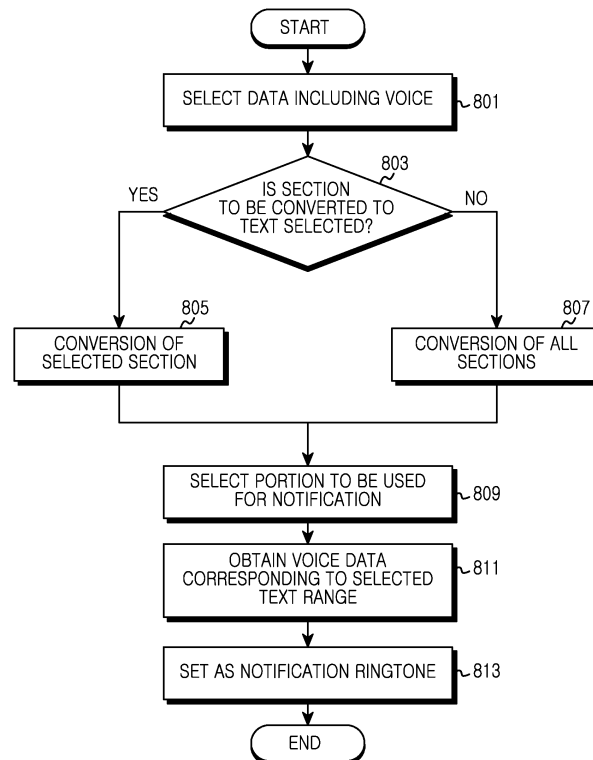 START
SELECT DATA INCLUDING VOICE
801
803
IS SECTION
TO BE CONVERTED TO
TEXT SELECTED?
YES
NO
805
CONVERSION OF
SELECTED SECTION
807
CONVERSION OF ALL
SECTIONS
SELECT PORTION TO BE USED
FOR NOTIFICATION
809
OBTAIN VOICE DATA
CORRESPONDING TO SELECTED
TEXT RANGE
811
SET AS NOTIFICATION RINGTONE
813
END